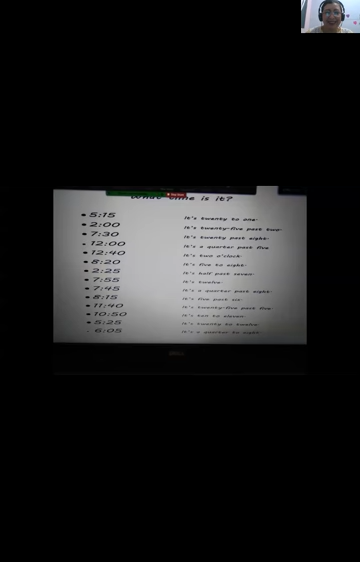 What time is it?
• 5:15 It's twenty to one.
• 2:00 It's twenty-five past two.
• 7:30 It's twenty past eight.
• 12:00 It's a quarter past five.
• 12:40 It's two o'clock.
• 8:20 It's five to eight.
• 2:25 It's half past seven.
• 7:55 It's twelve.
• 7:45 It's a quarter past eight.
• 8:15 It's five past six.
• 11:40 It's twenty-five past five.
• 10:50 It's ten to eleven.
• 5:25 It's twenty to twelve.
• 6:05 It's a quarter to eight.